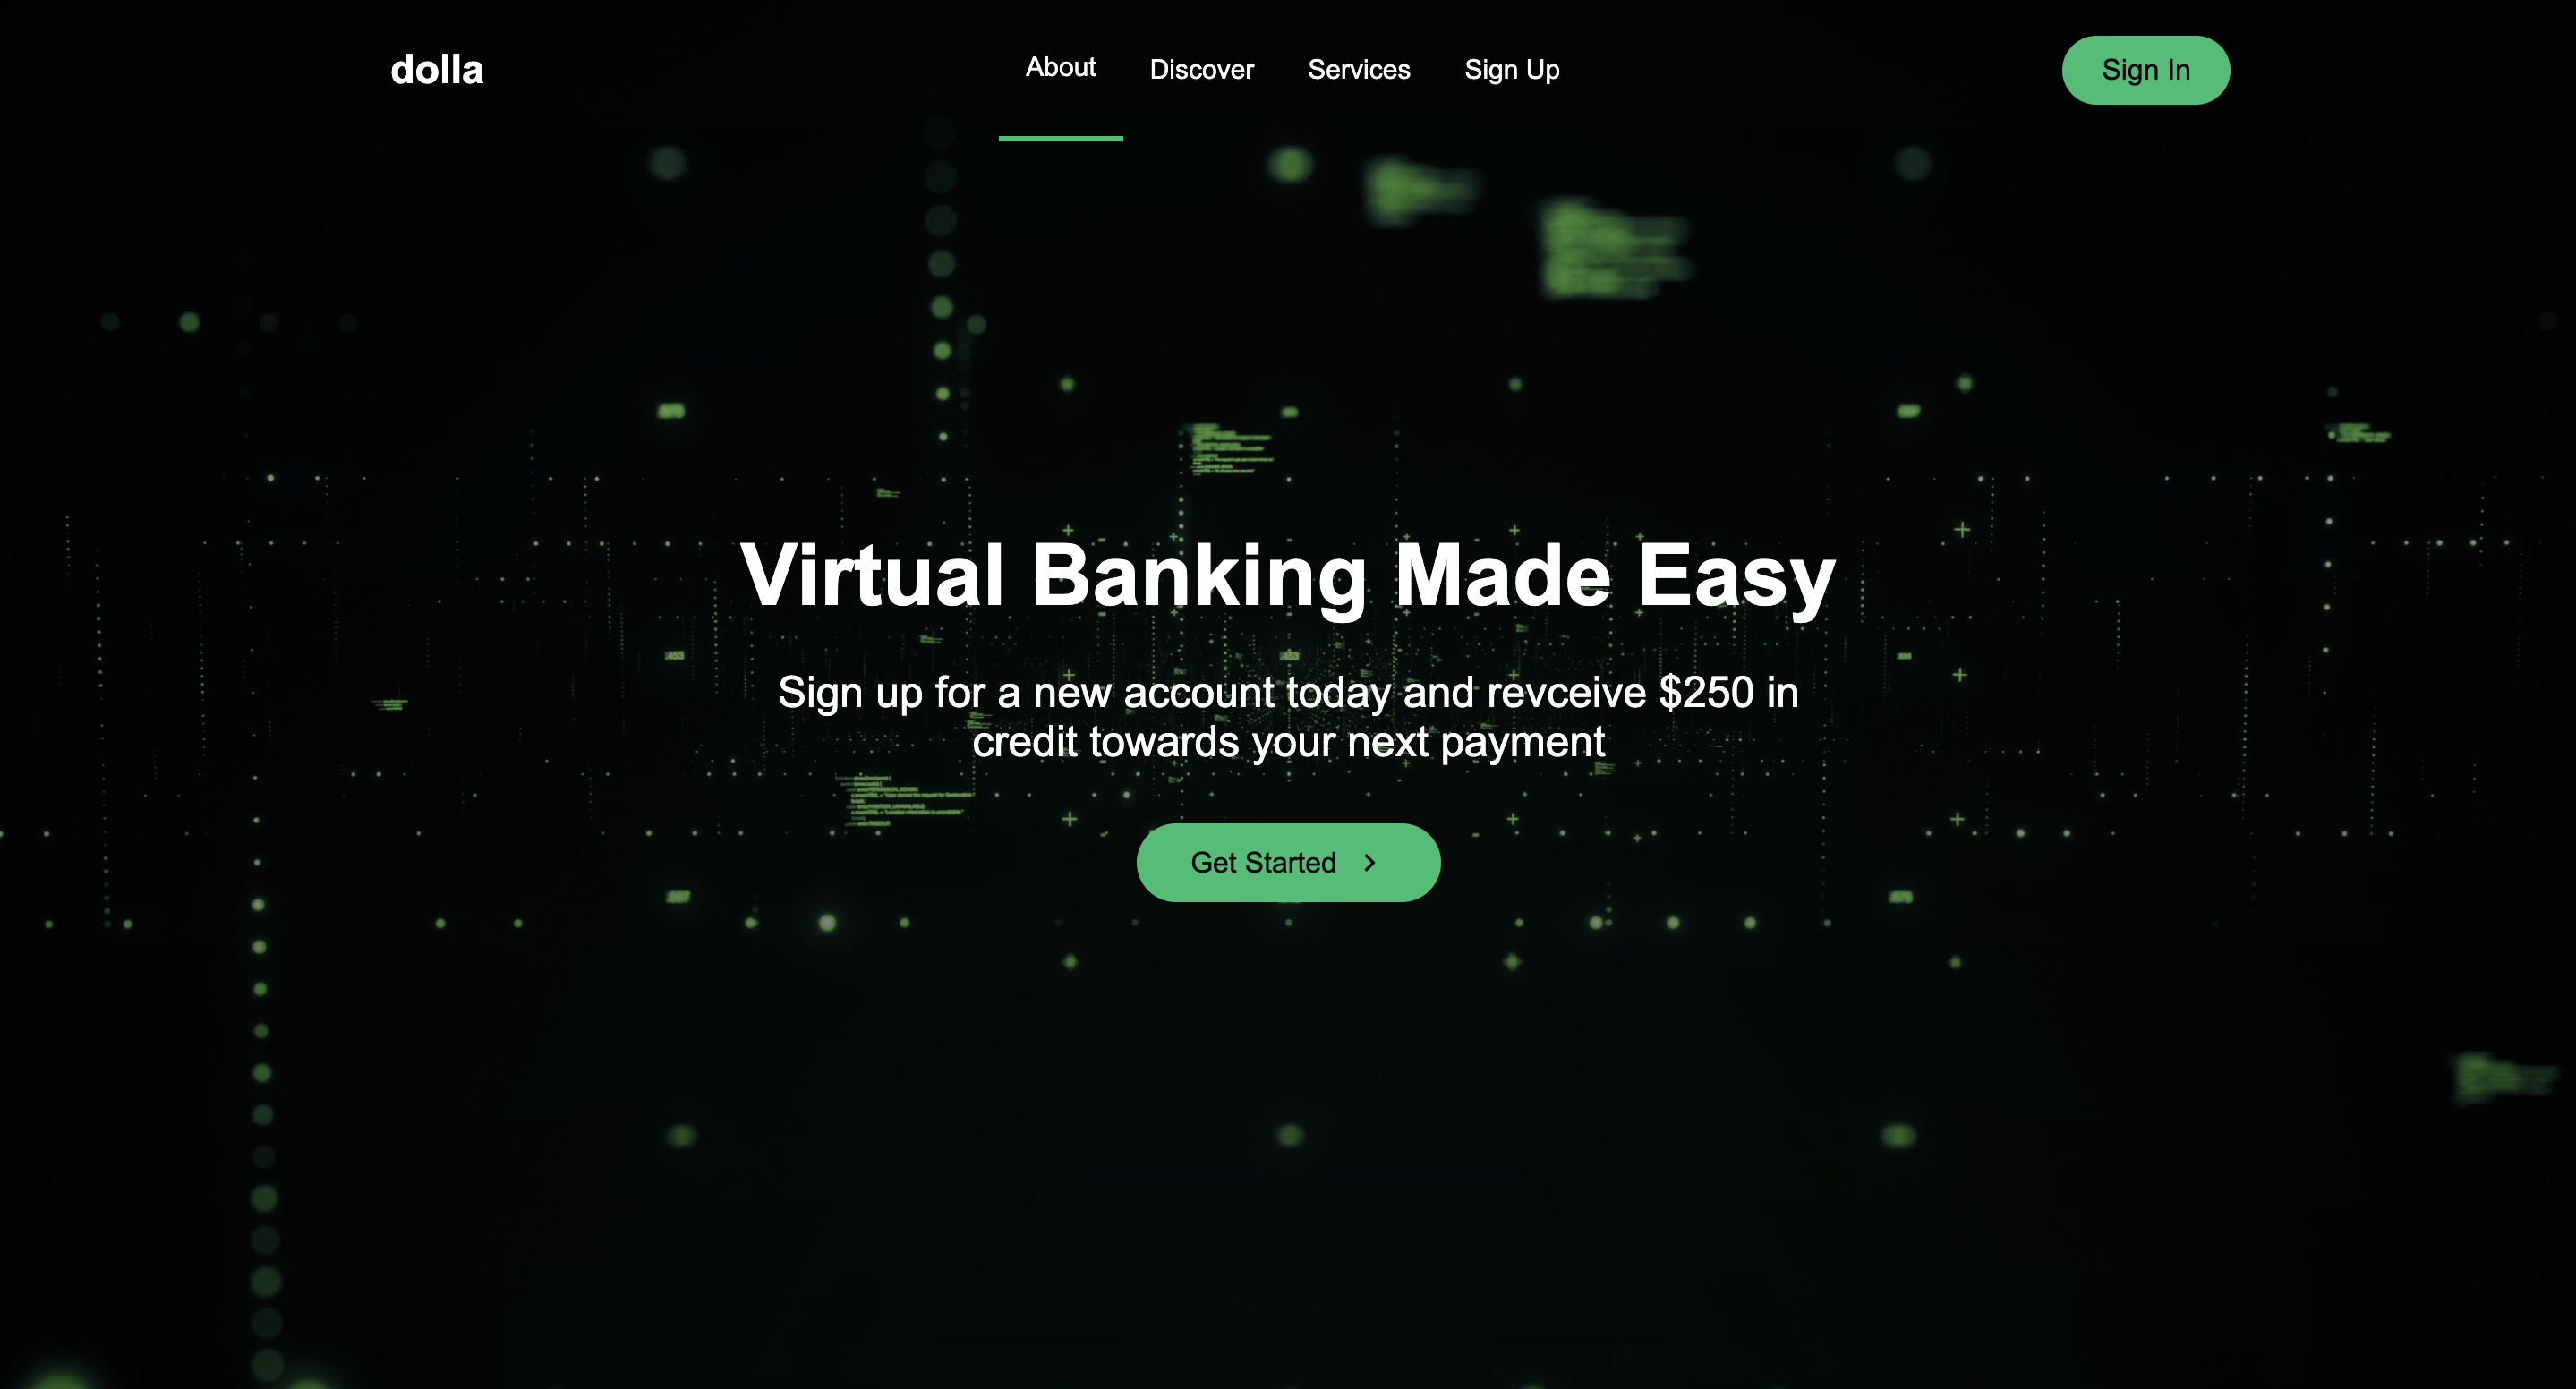 dolla
About Discover Services Sign Up
Sign In
Virtual Banking Made Easy
Sign up for a new account today and revceive $250 in
credit towards your next payment
Get Started